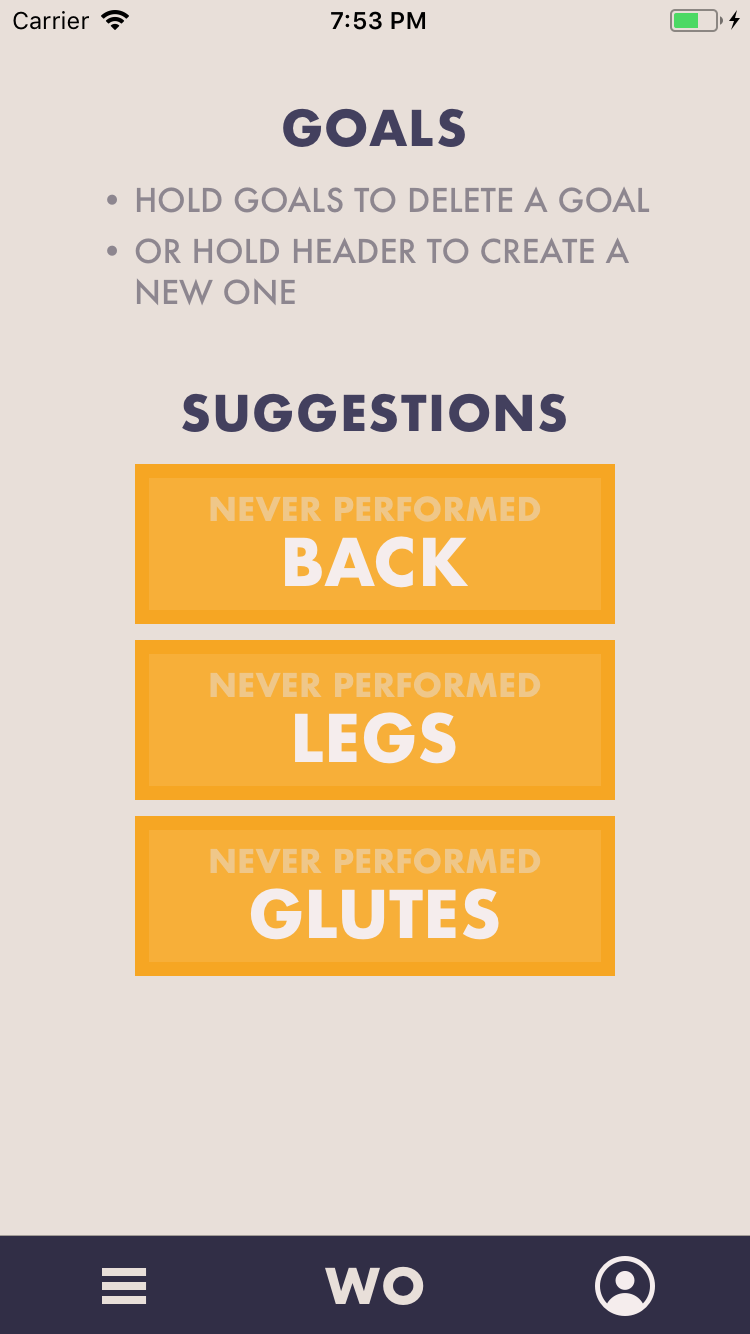 Carrier 7:53 PM
GOALS
• HOLD GOALS TO DELETE A GOAL
• OR HOLD HEADER TO CREATE A
NEW ONE
SUGGESTIONS
NEVER PERFORMED
BACK
NEVER PERFORMED
LEGS
NEVER PERFORMED
GLUTES
WO